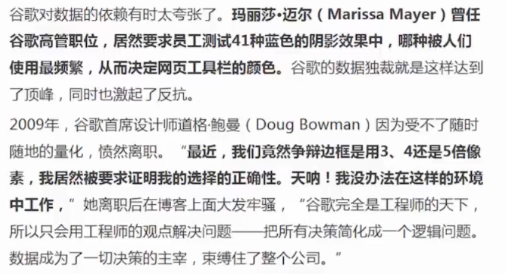 谷歌对数据的依赖有时太夸张了。玛丽莎·迈尔（Marissa Mayer）曾任
谷歌高管职位，居然要求员工测试41种蓝色的阴影效果中，哪种被人们
使用最频繁，从而决定网页工具栏的颜色。谷歌的数据独裁就是这样达到
了顶峰，同时也激起了反抗。
2009年，谷歌首席设计师道格·鲍曼（Doug Bowman）因为受不了随时
随地的量化，愤然离职。“最近，我们竟然争辩边框是用3、4还是5倍像
素，我居然被要求证明我的选择的正确性。天呐！我没办法在这样的环境
中工作，”她离职后在博客上面大发牢骚，“谷歌完全是工程师的天下，
所以只会用工程师的观点解决问题——把所有决策简化成一个逻辑问题。
数据成为了一切决策的主宰，束缚住了整个公司。”